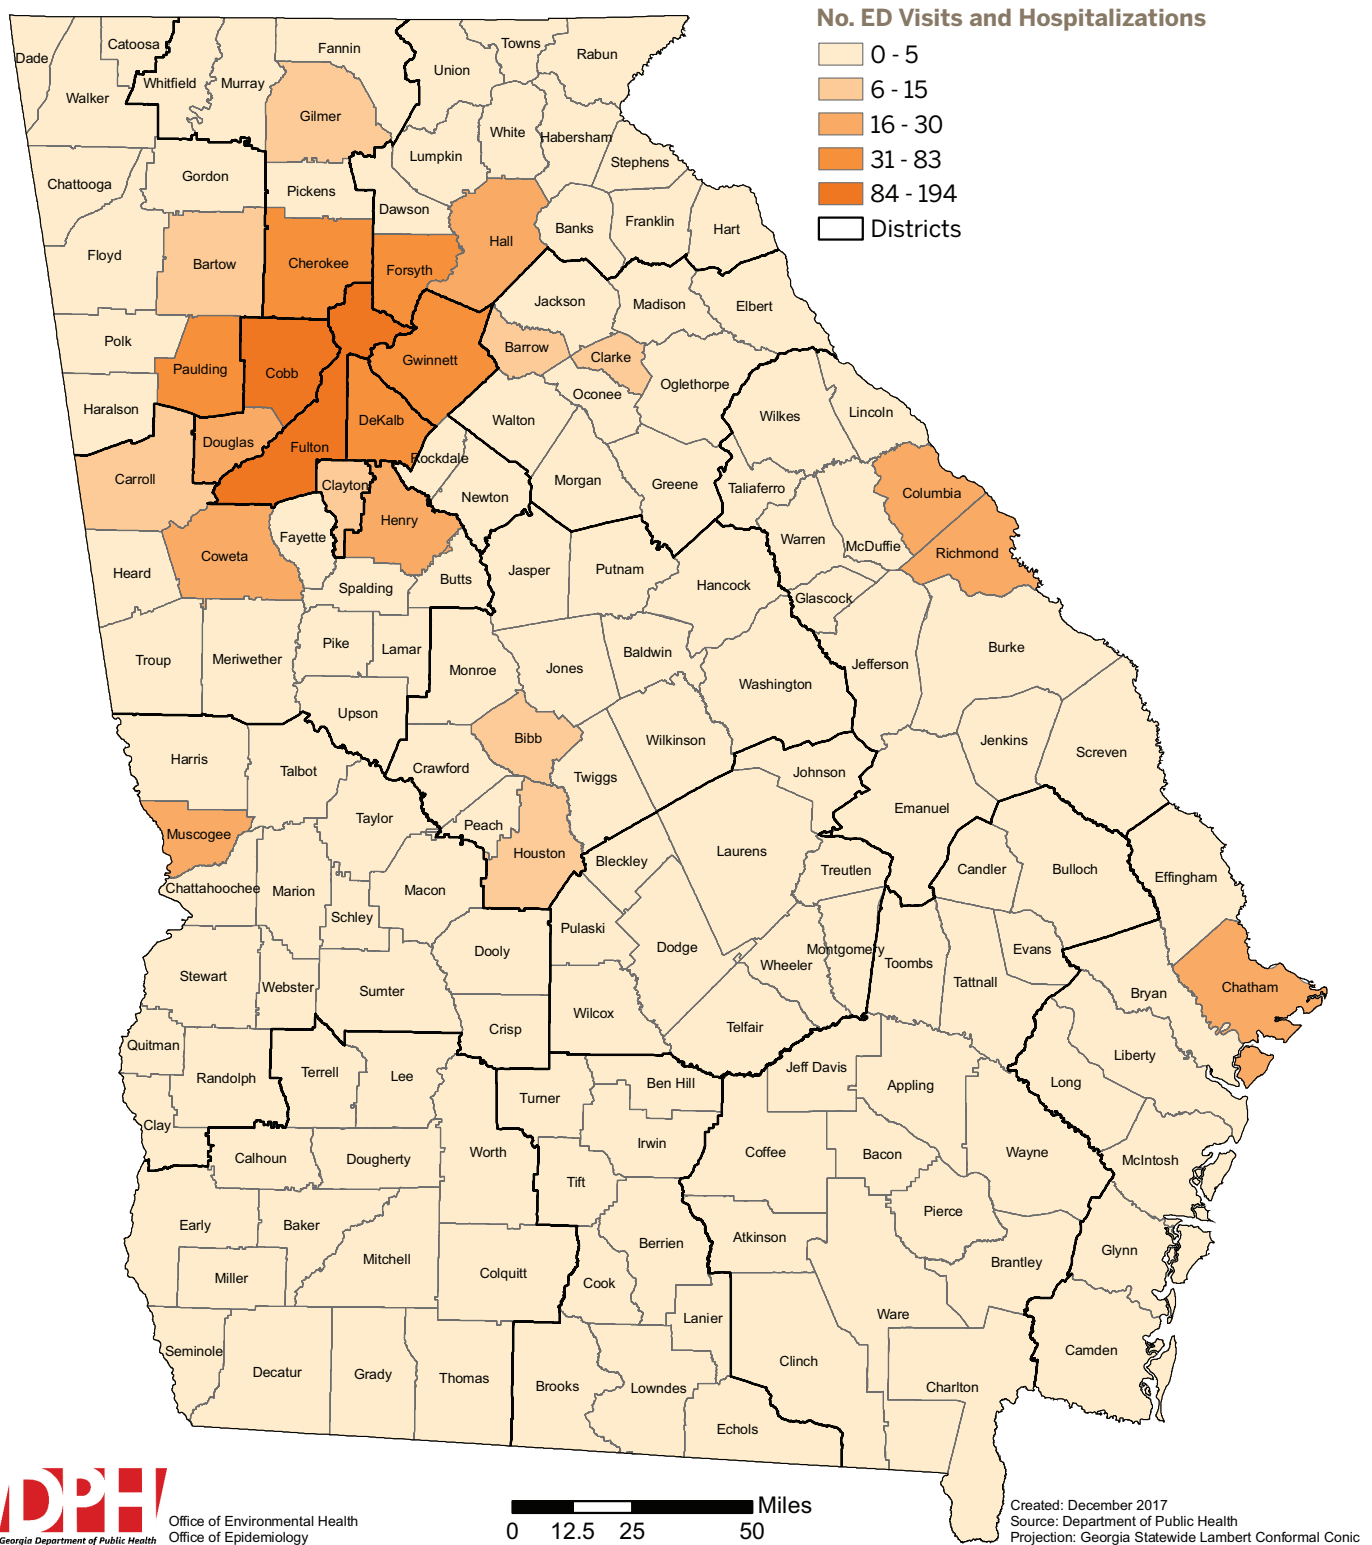 No. ED Visits and Hospitalizations
0 - 5
6 - 15
16 - 30
31 - 83
84 - 194
Districts
Dade
Catoosa
Fannin
Towns
Rabun
Union
Walker
Whitfield
Murray
Gilmer
White
Habersham
Lumpkin
Stephens
Chattooga
Gordon
Pickens
Dawson
Banks
Franklin
Hart
Floyd
Bartow
Cherokee
Forsyth
Hall
Jackson
Madison
Elbert
Polk
Paulding
Cobb
Gwinnett
Barrow
Clarke
Oglethorpe
Oconee
Haralson
Douglas
Fulton
DeKalb
Walton
Wilkes
Lincoln
Rockdale
Carroll
Clayton
Newton
Morgan
Greene
Taliaferro
Columbia
Henry
Fayette
Coweta
Warren
McDuffie
Richmond
Heard
Spalding
Butts
Jasper
Putnam
Hancock
Glascock
Troup
Meriwether
Pike
Lamar
Monroe
Jones
Baldwin
Washington
Jefferson
Burke
Upson
Bibb
Wilkinson
Jenkins
Screven
Harris
Talbot
Crawford
Twiggs
Johnson
Emanuel
Muscogee
Taylor
Peach
Houston
Bleckley
Laurens
Treutlen
Candler
Bulloch
Effingham
Chattahoochee
Marion
Macon
Schley
Pulaski
Dodge
Wheeler
Montgomery
Toombs
Evans
Tattnall
Stewart
Webster
Sumter
Dooly
Chatham
Bryan
Crisp
Wilcox
Telfair
Quitman
Randolph
Terrell
Lee
Turner
Ben Hill
Jeff Davis
Appling
Liberty
Long
Clay
Calhoun
Dougherty
Worth
Irwin
Coffee
Bacon
Wayne
McIntosh
Tift
Early
Baker
Mitchell
Pierce
Berrien
Atkinson
Brantley
Glynn
Miller
Colquitt
Cook
Lanier
Ware
Seminole
Decatur
Grady
Thomas
Brooks
Lowndes
Clinch
Charlton
Camden
Echols
DPH
Georgia Department of Public Health
Office of Environmental Health
Office of Epidemiology
Miles
0 12.5 25 50
Created: December 2017
Source: Department of Public Health
Projection: Georgia Statewide Lambert Conformal Conic